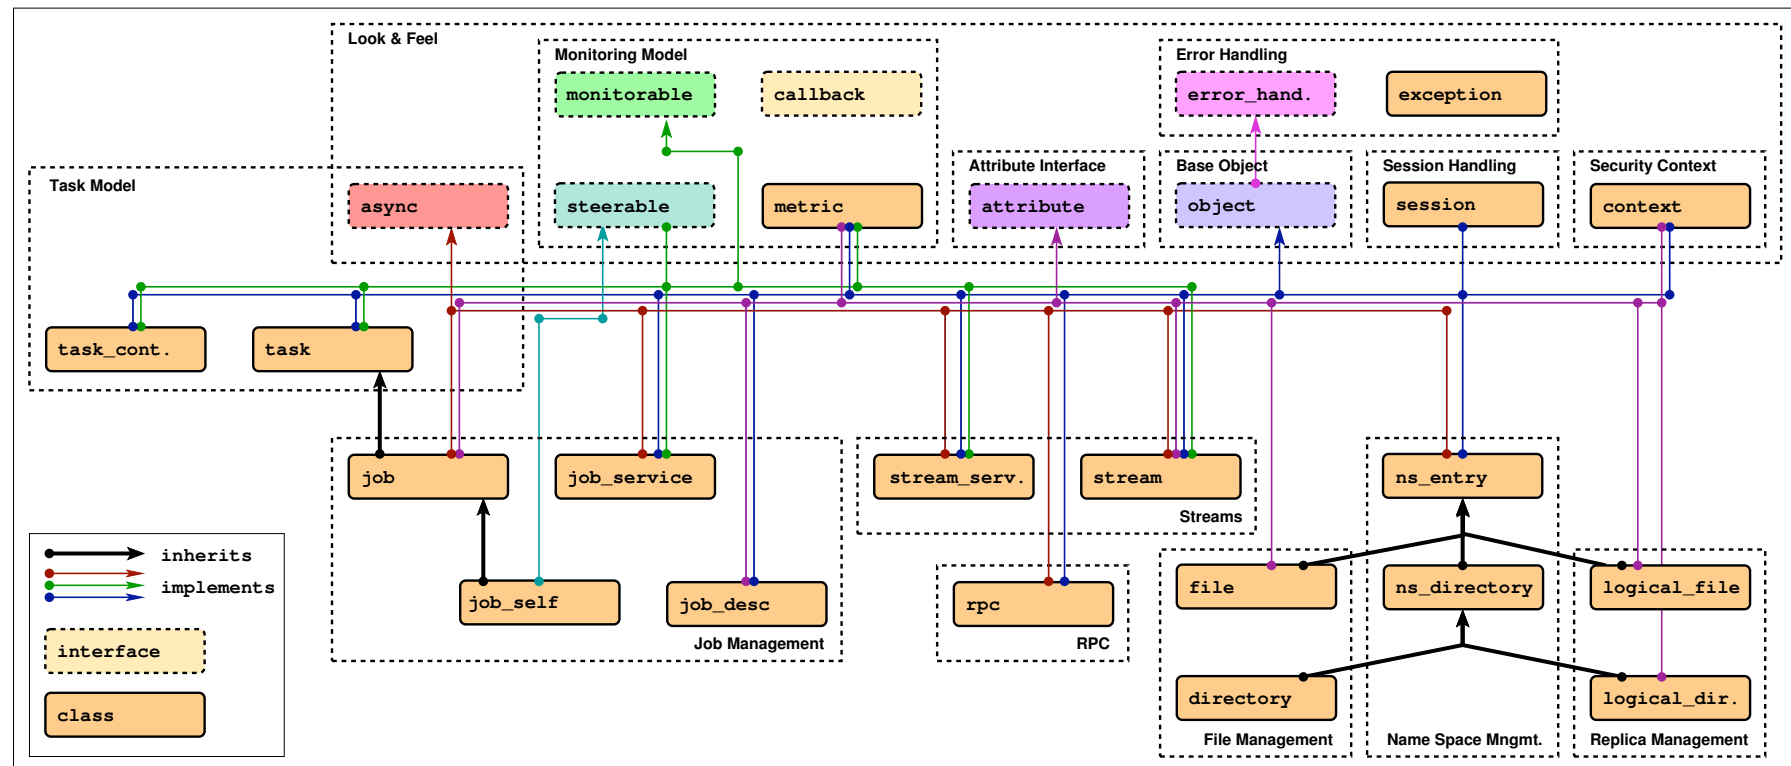 Look & Feel
Monitoring Model
Error Handling
monitorable
callback
error_hand.
exception
Task Model
Attribute Interface
Base Object
Session Handling
Security Context
async
steerable
metric
attribute
object
session
context
task_cont.
task
job
job_service
stream_serv.
stream
ns_entry
Streams
inherits
implements
job_self
job_desc
rpc
file
ns_directory
logical_file
interface
Job Management
RPC
class
directory
logical_dir.
File Management
Name Space Mngmt.
Replica Management